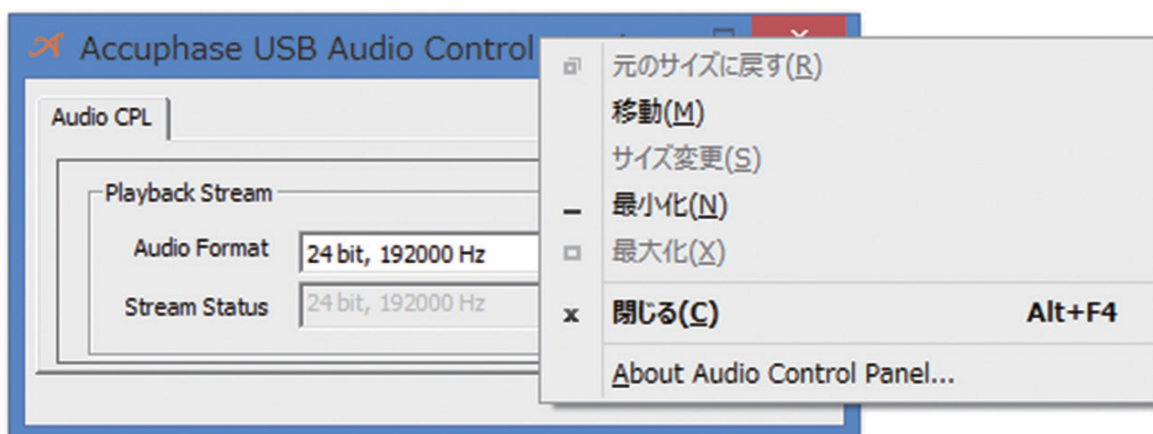 Accuphase USB Audio Control
Audio CPL
Playback Stream
Audio Format 24 bit, 192000 Hz
Stream Status 24 bit, 192000 Hz
元のサイズに戻す(R)
移動(M)
サイズ変更(S)
最小化(N)
最大化(X)
閉じる(C) Alt+F4
About Audio Control Panel...